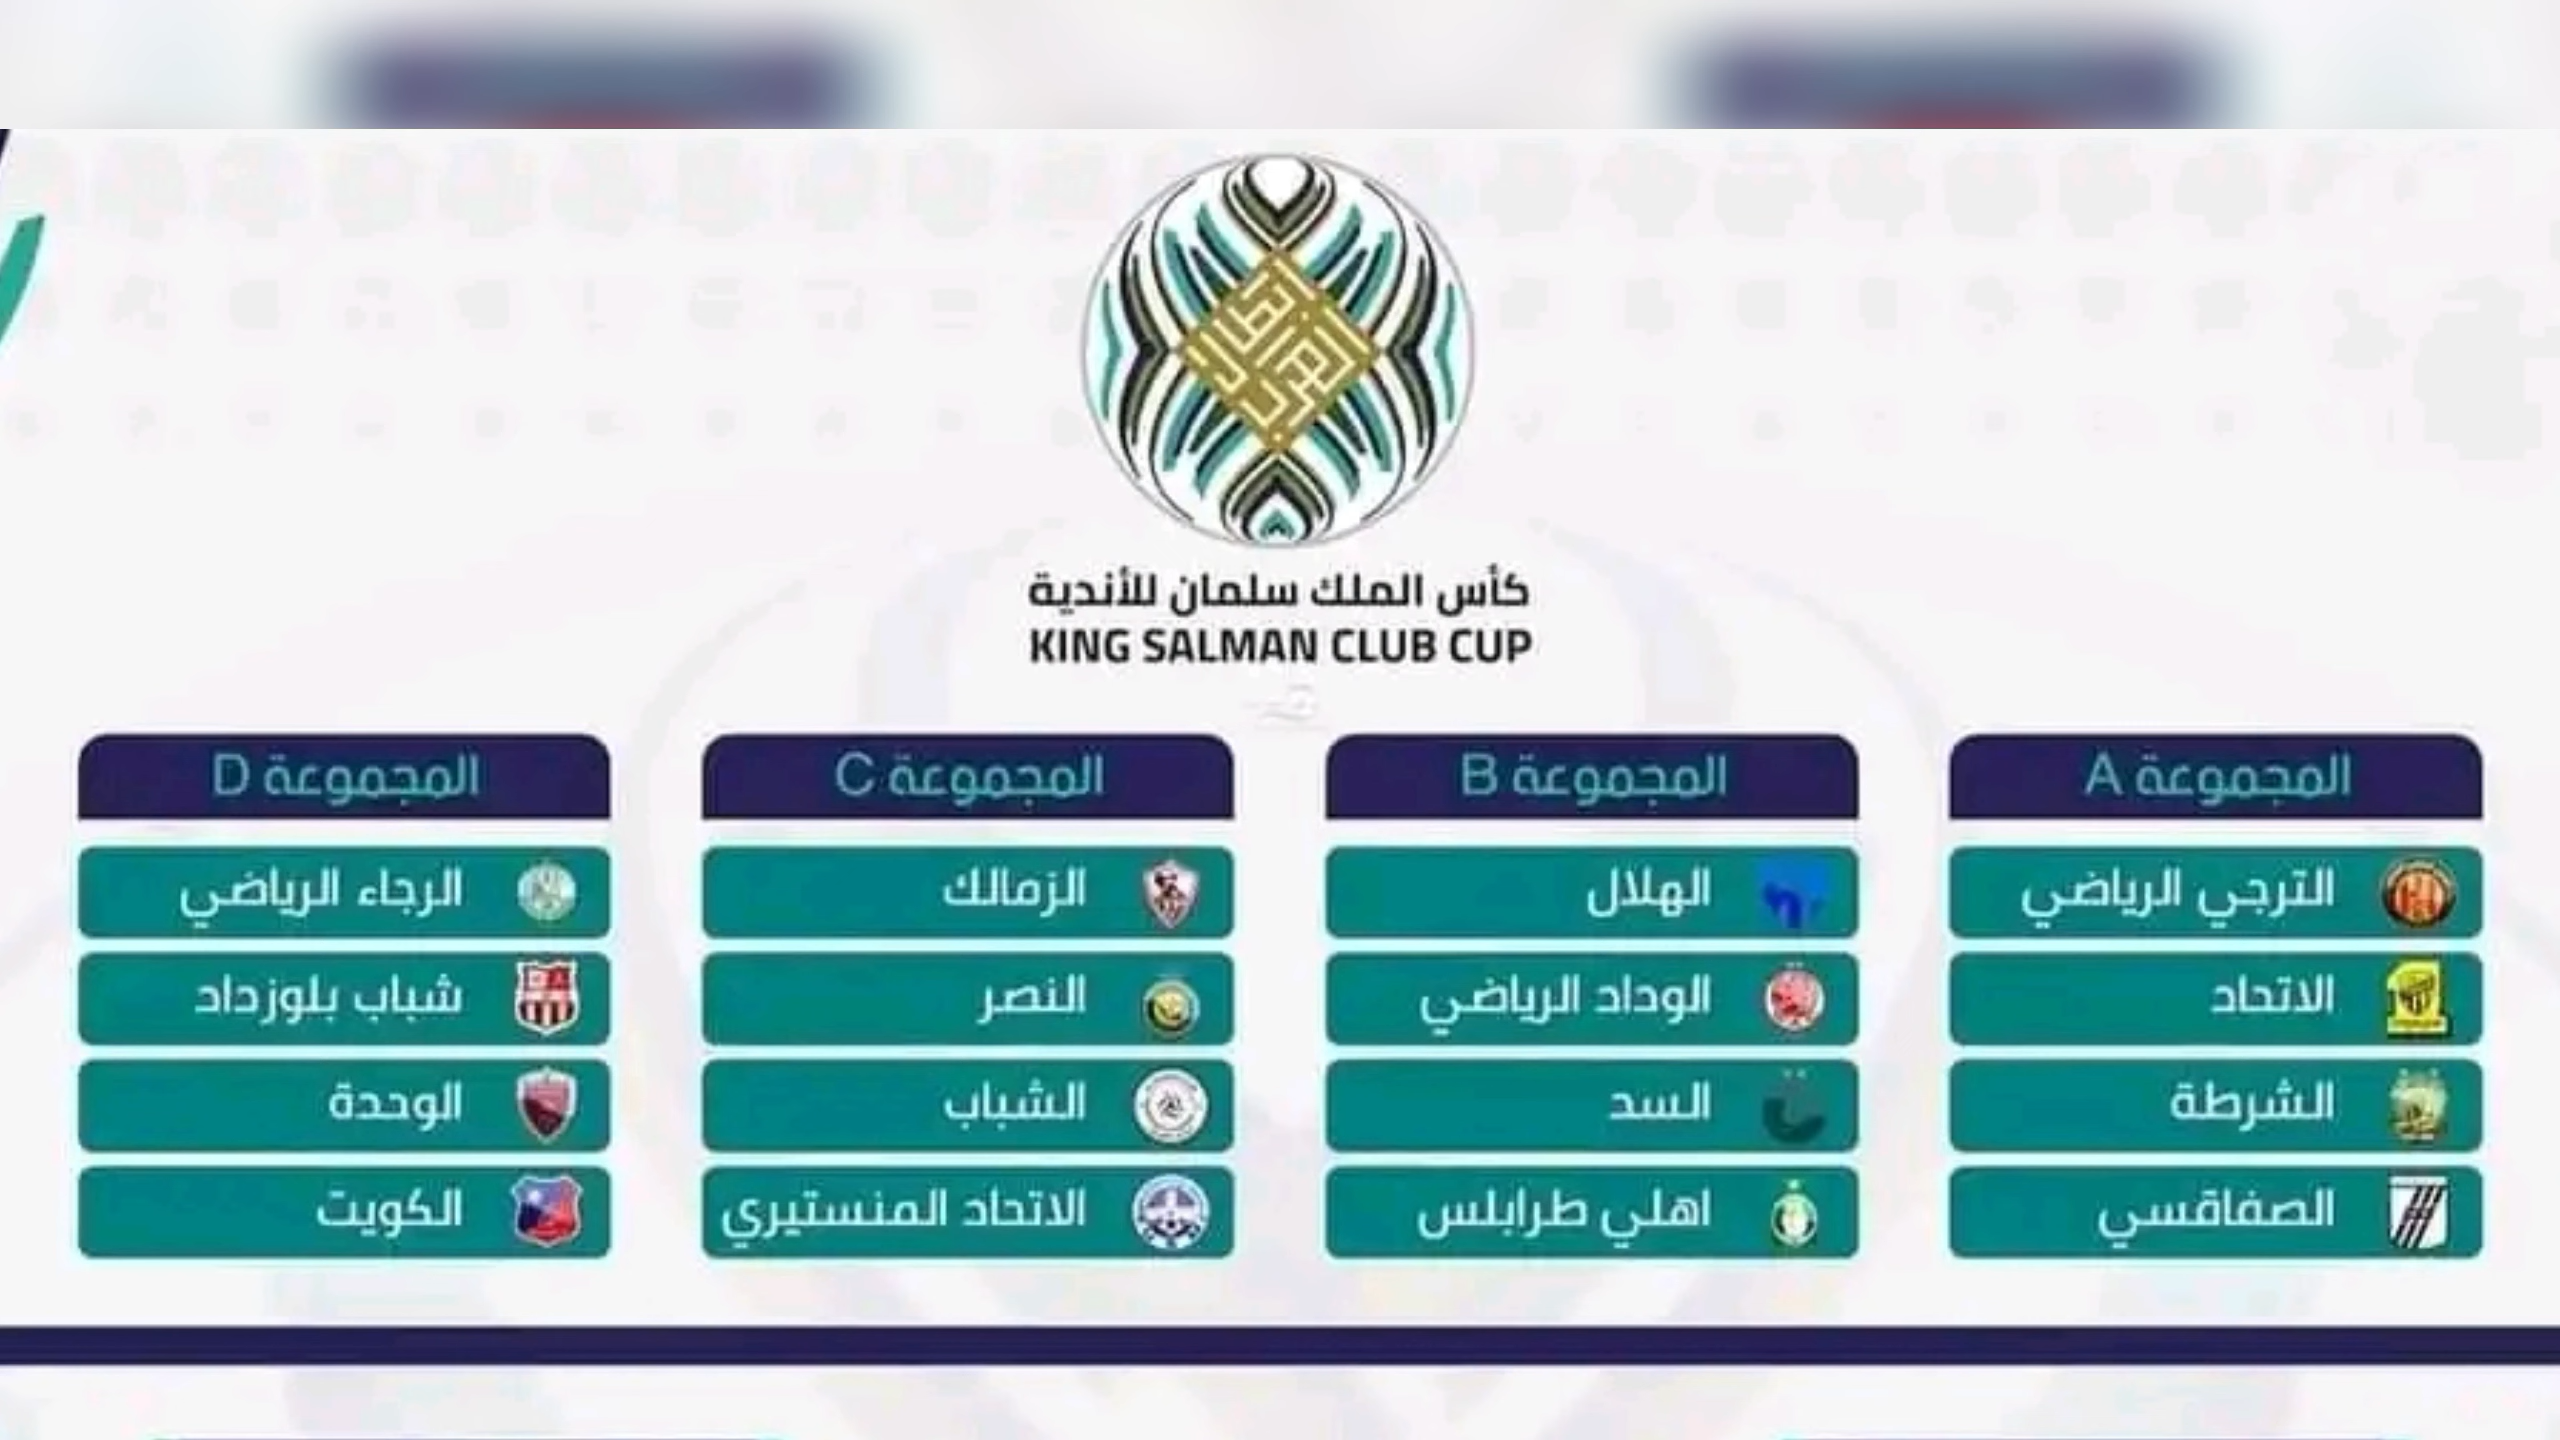 كأس الملك سلمان للأندية
KING SALMAN CLUB CUP
المجموعة A
الترجي الرياضي
الاتحاد
الشرطة
الصفاقسي
المجموعة B
الهلال
الوداد الرياضي
السد
اهلي طرابلس
المجموعة C
الزمالك
النصر
الشباب
الاتحاد المنستيري
المجموعة D
الرجاء الرياضي
شباب بلوزداد
الوحدة
الكويت